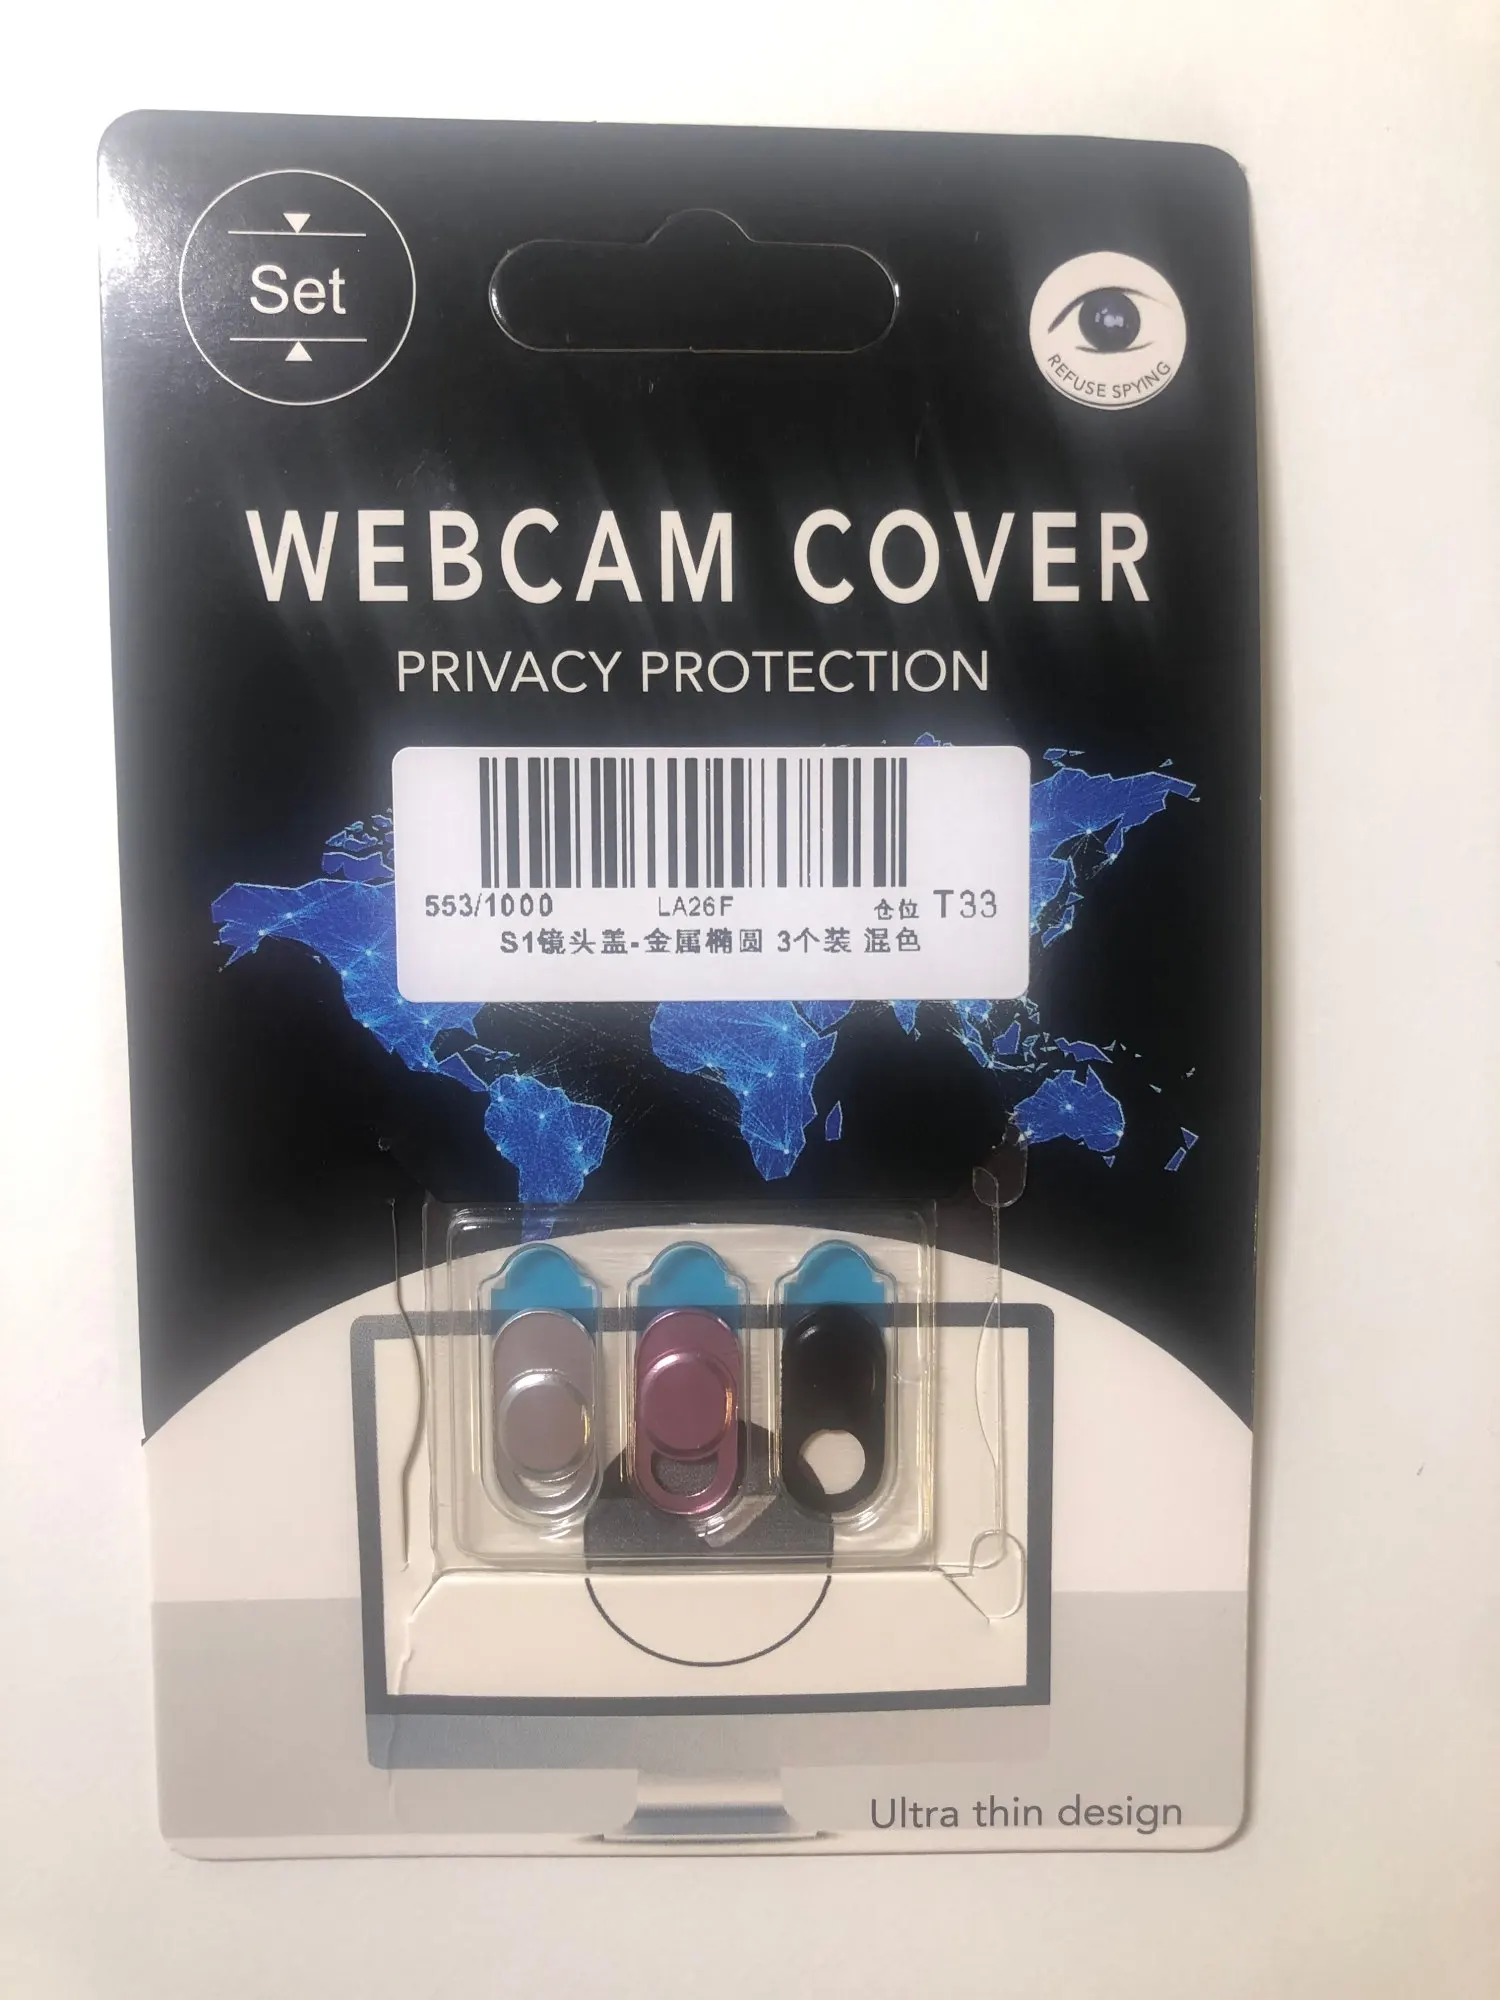 Set
REFUSE SPYING
WEBCAM COVER
PRIVACY PROTECTION
553/1000 LA26F 仓位 T33
S1镜头盖-金属椭圆 3个装 混色
Ultra thin design